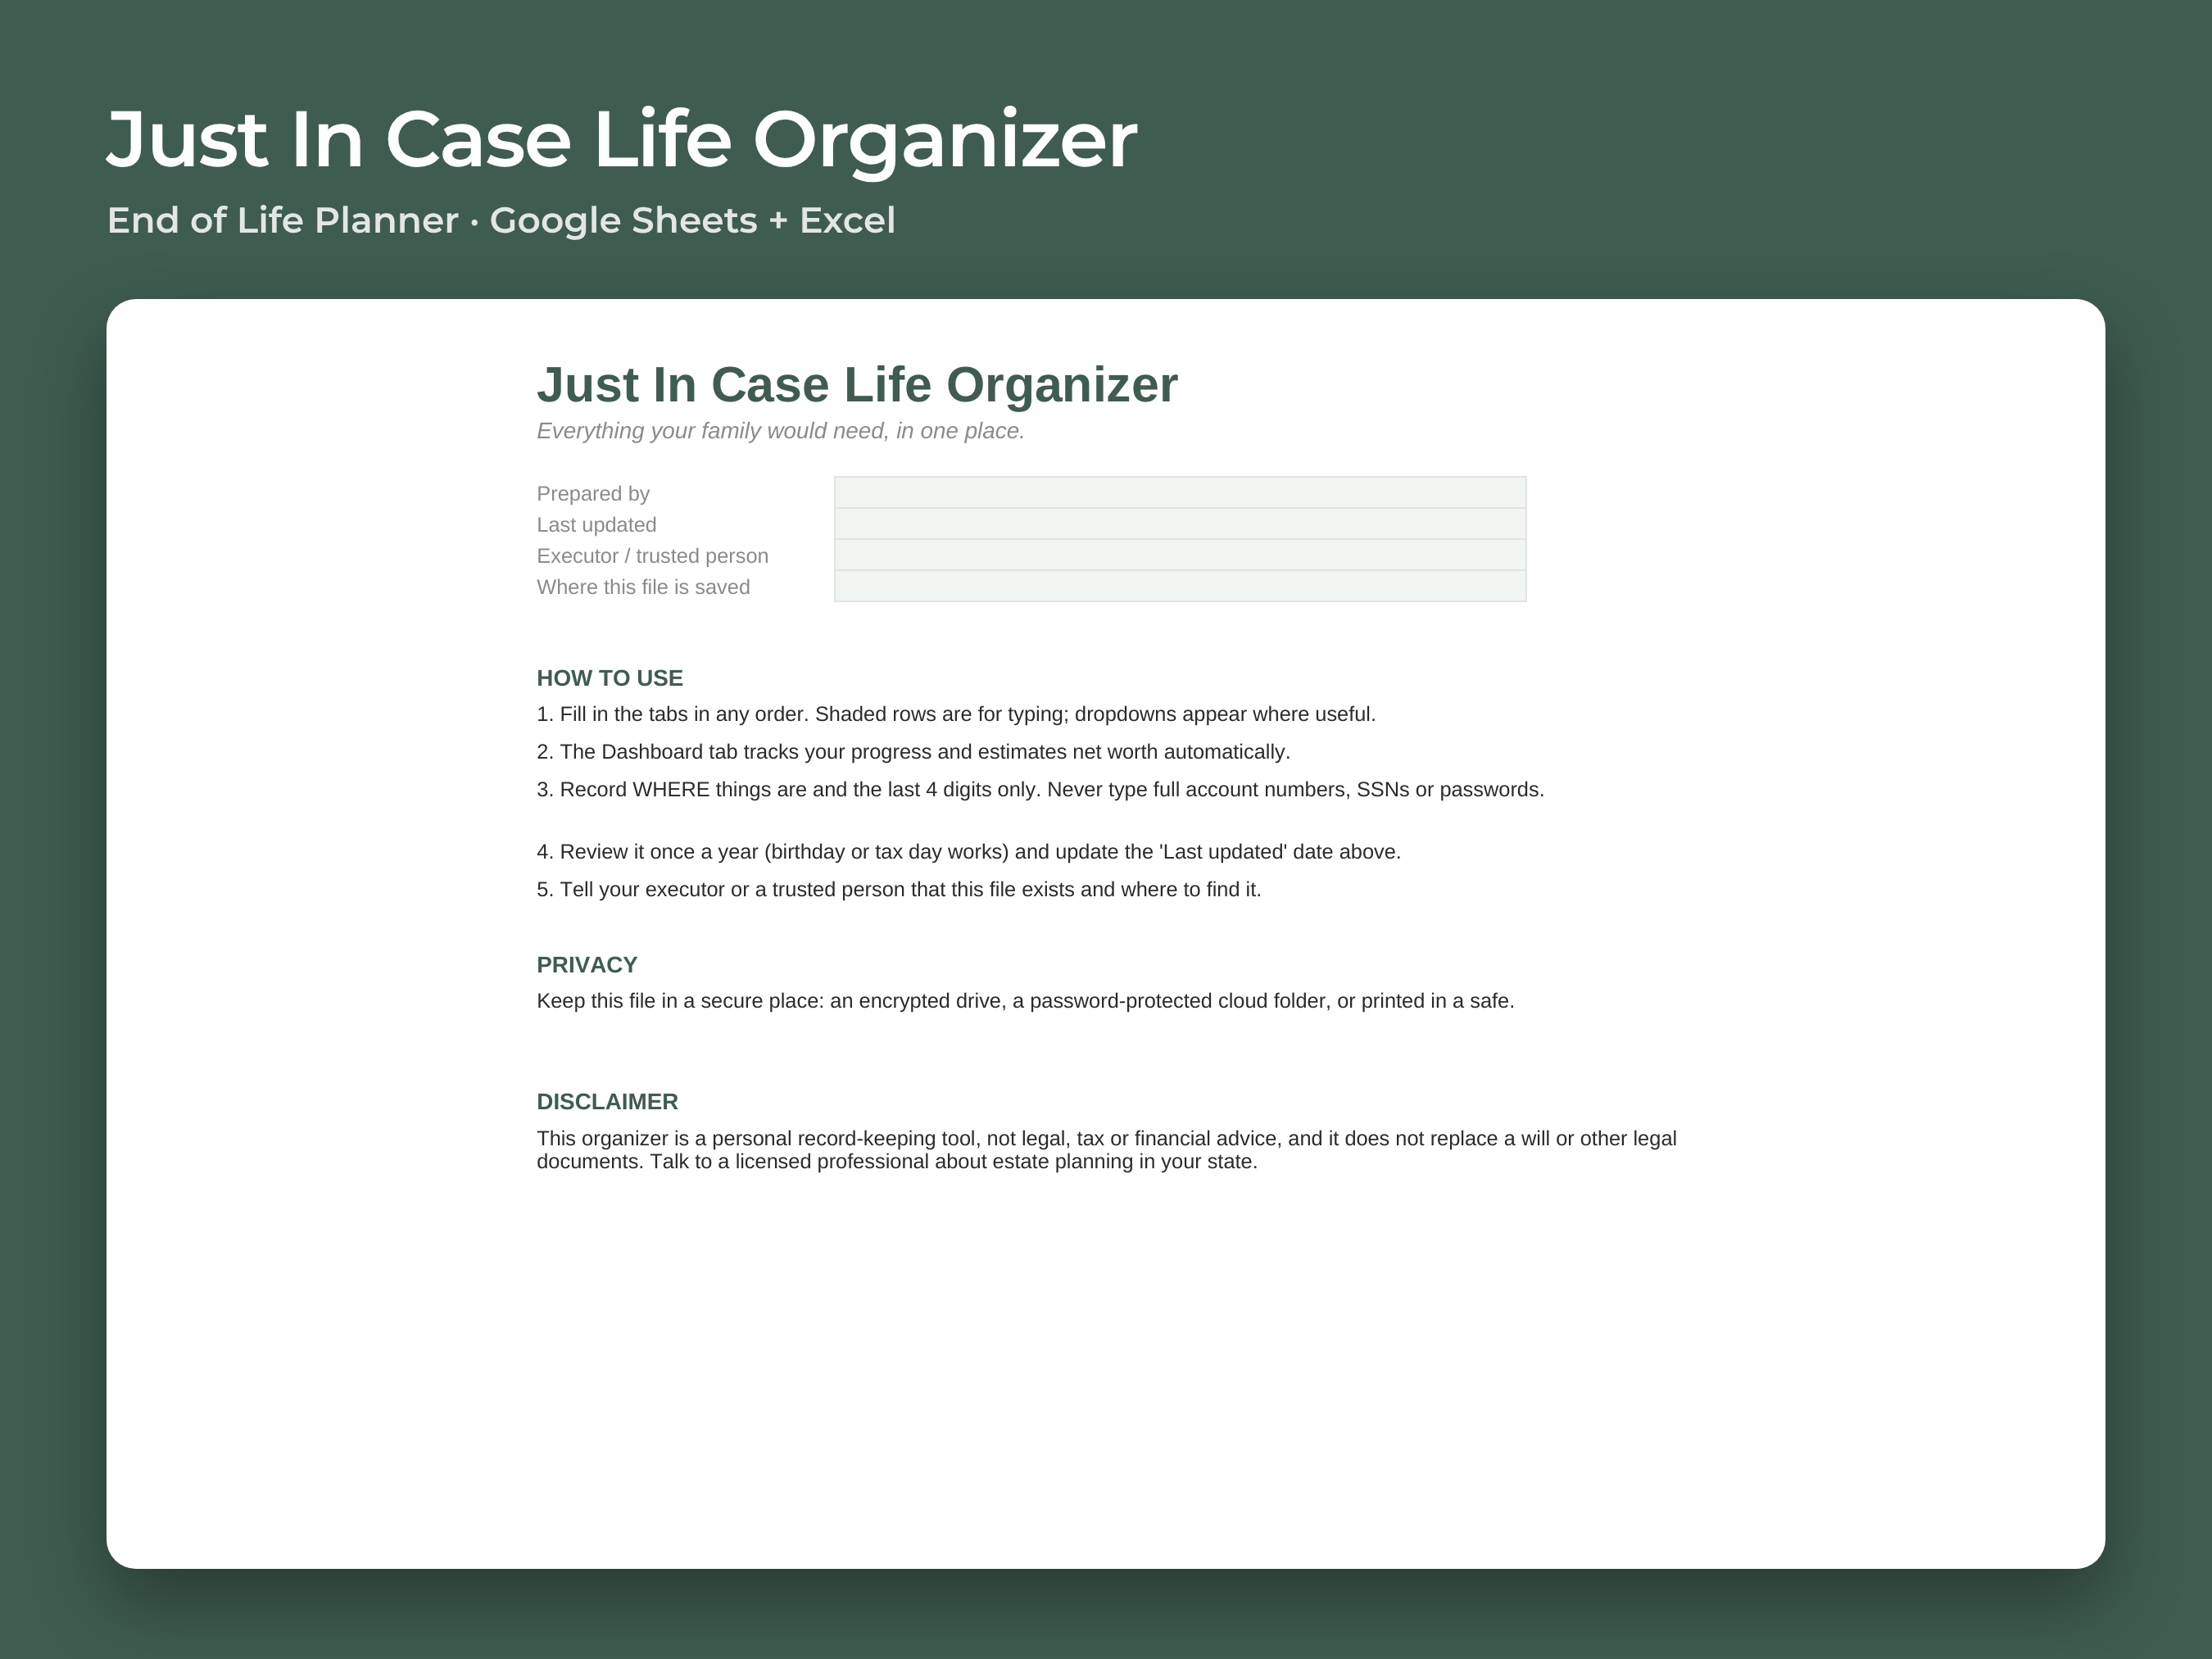 Just In Case Life Organizer
End of Life Planner · Google Sheets + Excel
Just In Case Life Organizer
Everything your family would need, in one place.
Prepared by
Last updated
Executor / trusted person
Where this file is saved
HOW TO USE
1. Fill in the tabs in any order. Shaded rows are for typing; dropdowns appear where useful.
2. The Dashboard tab tracks your progress and estimates net worth automatically.
3. Record WHERE things are and the last 4 digits only. Never type full account numbers, SSNs or passwords.
4. Review it once a year (birthday or tax day works) and update the 'Last updated' date above.
5. Tell your executor or a trusted person that this file exists and where to find it.
PRIVACY
Keep this file in a secure place: an encrypted drive, a password-protected cloud folder, or printed in a safe.
DISCLAIMER
This organizer is a personal record-keeping tool, not legal, tax or financial advice, and it does not replace a will or other legal
documents. Talk to a licensed professional about estate planning in your state.